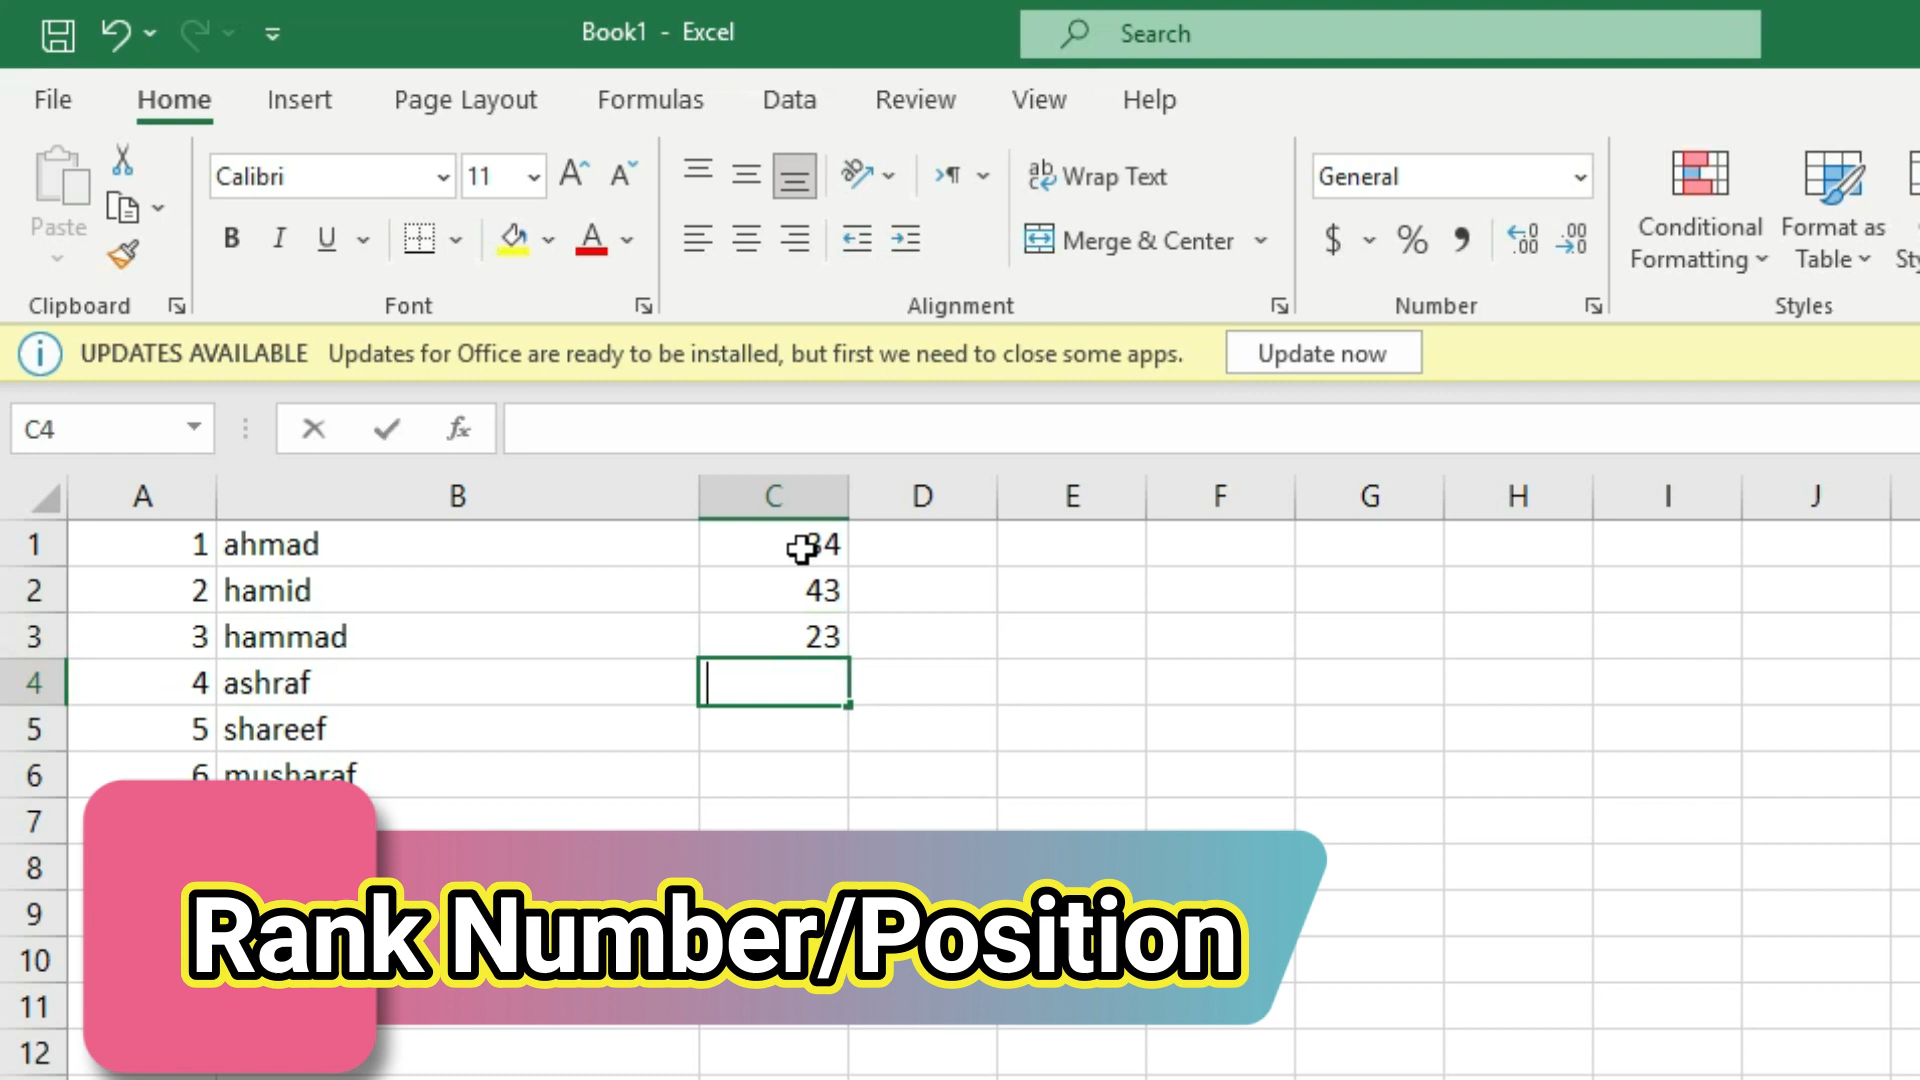 Book1 - Excel
Search
File Home Insert Page Layout Formulas Data Review View Help
Paste
Calibri 11
B I U
Wrap Text
Merge & Center
General
$ %
Conditional Formatting
Format as Table
Clipboard Font Alignment Number Styles
UPDATES AVAILABLE Updates for Office are ready to be installed, but first we need to close some apps. Update now
C4 fx
A B C D E F G H I J
1 1 ahmad
2 2 hamid 43
3 3 hammad 23
4 4 ashraf
5 5 shareef
6 6 musharaf
7
8
9
10
11
12
Rank Number/Position